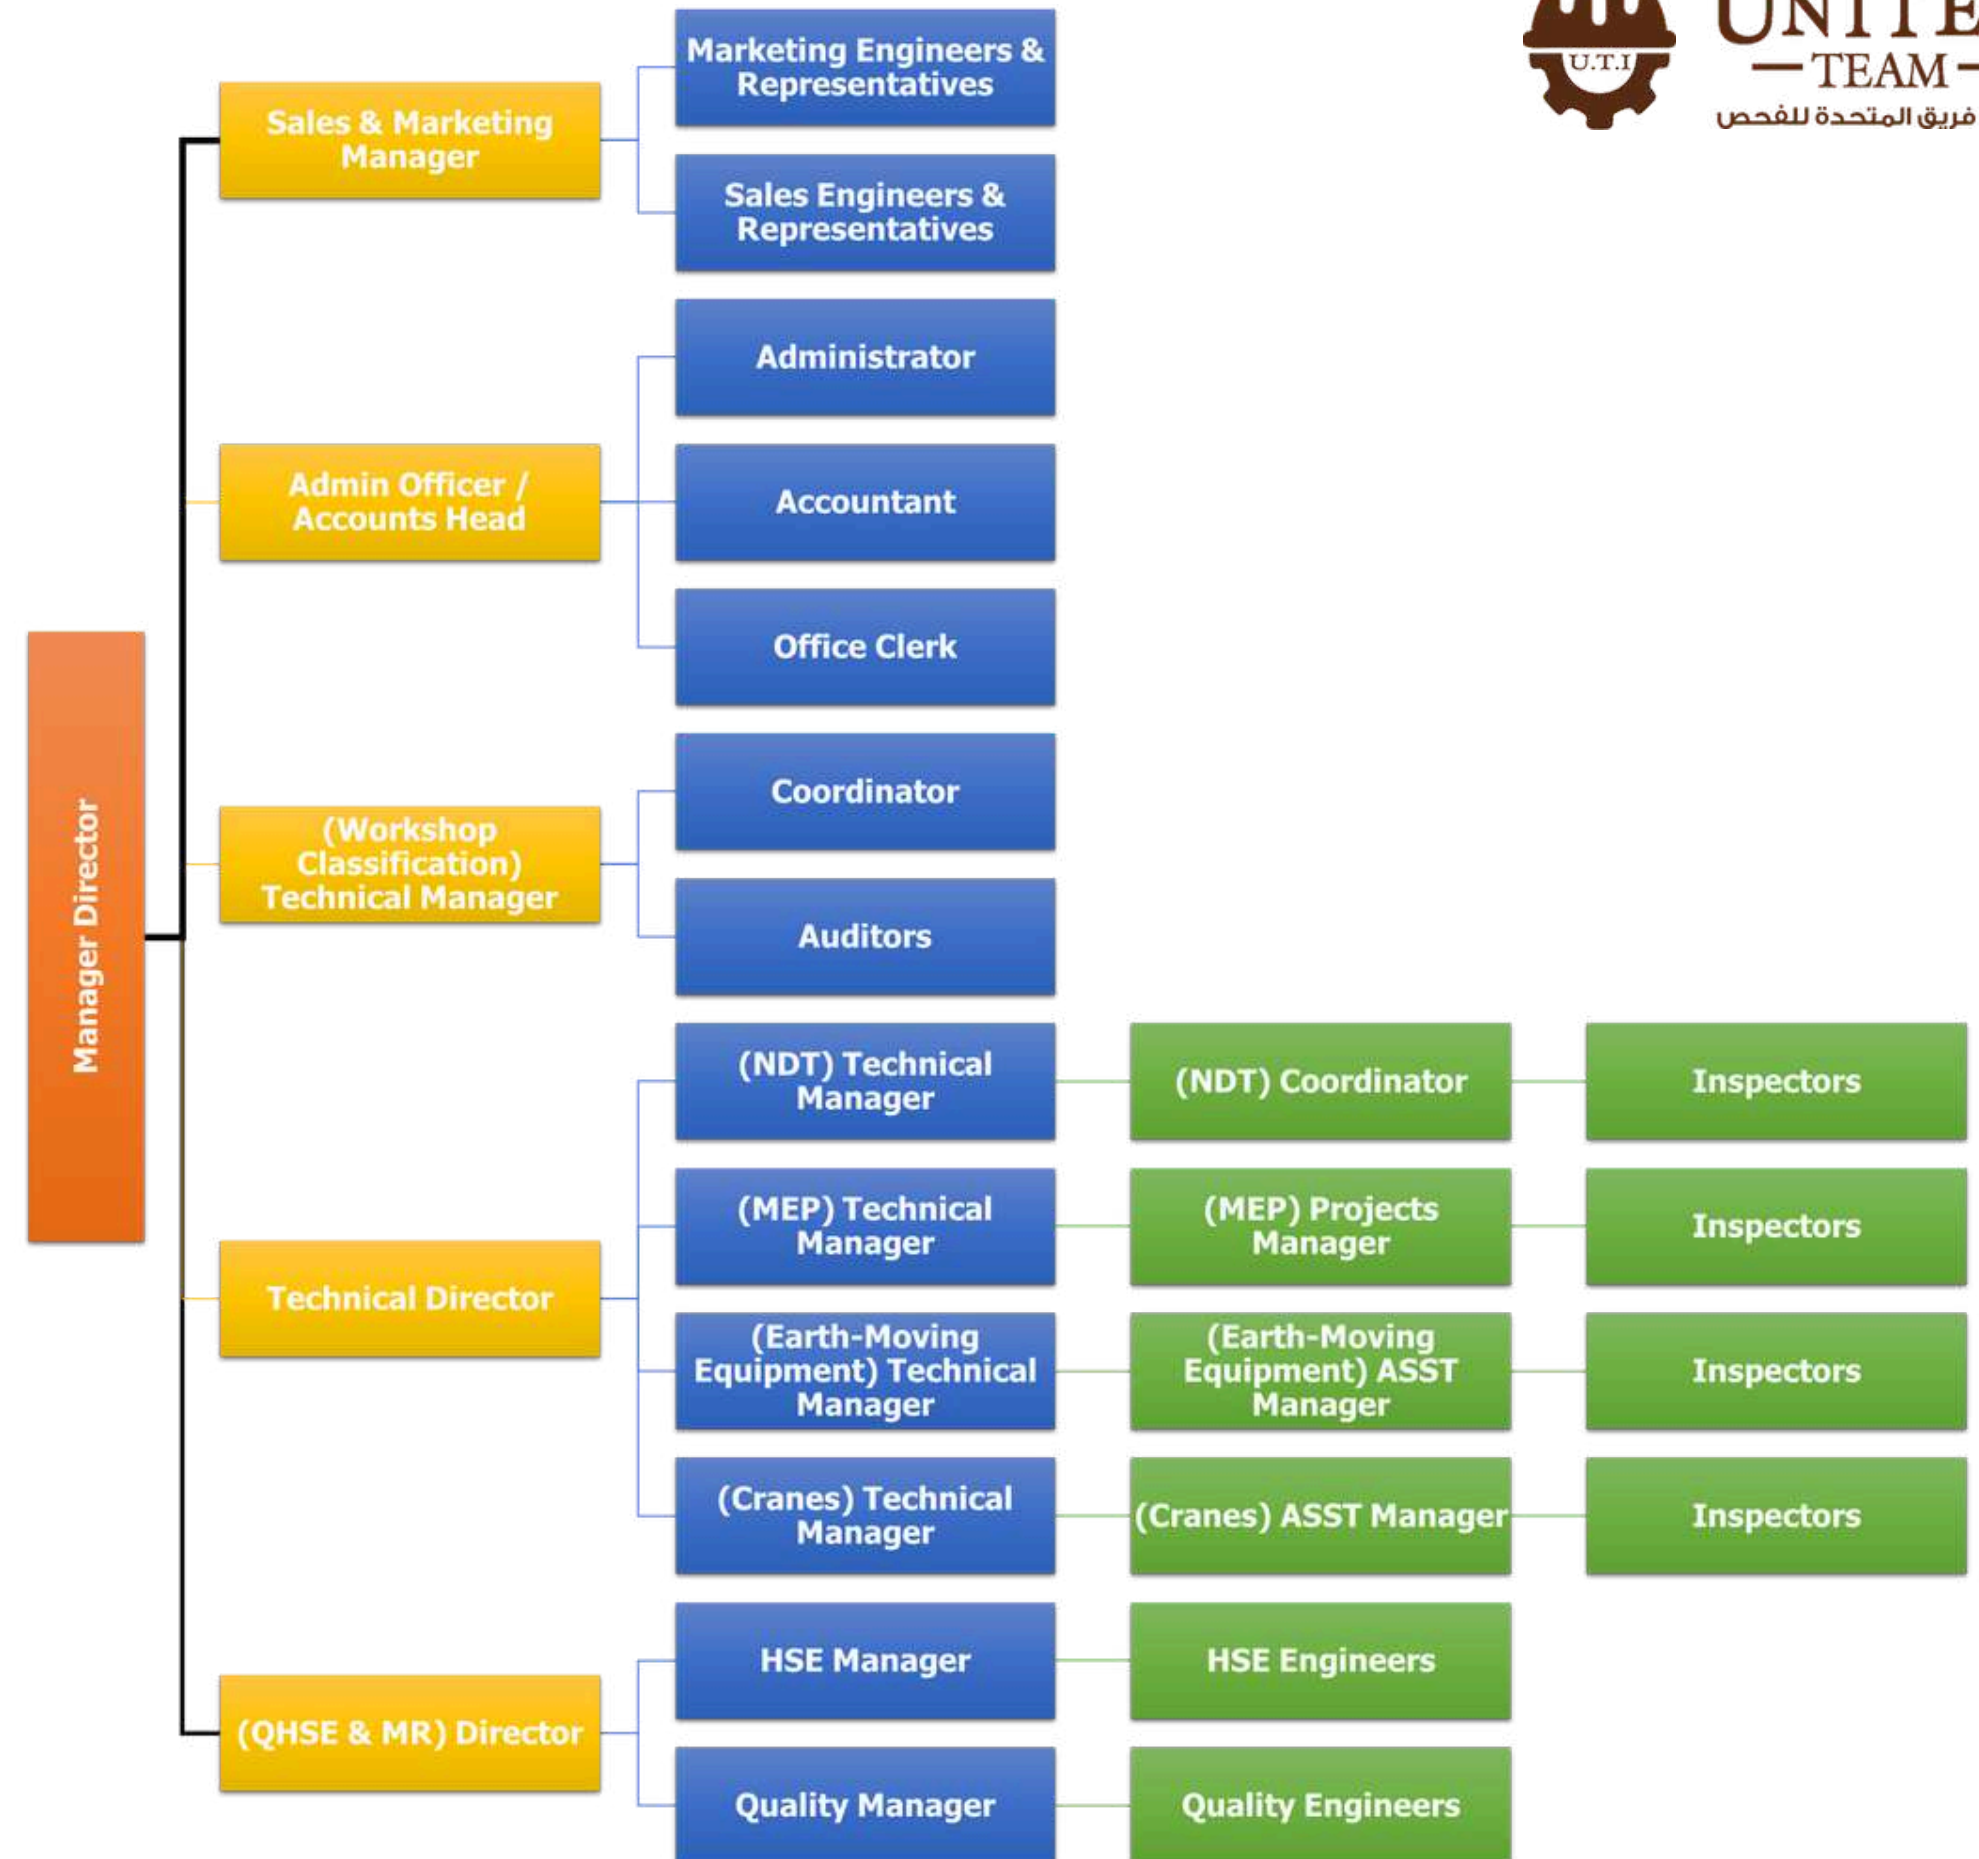 U.T.I
TEAM
فريق المتحدة للفحص
Marketing Engineers &
Representatives
Sales & Marketing
Manager
Sales Engineers &
Representatives
Administrator
Admin Officer /
Accounts Head
Accountant
Office Clerk
Manager Director
Coordinator
(Workshop
Classification)
Technical Manager
Auditors
(NDT) Technical
Manager
(NDT) Coordinator
Inspectors
(MEP) Technical
Manager
(MEP) Projects
Manager
Inspectors
Technical Director
(Earth-Moving
Equipment) Technical
Manager
(Earth-Moving
Equipment) ASST
Manager
Inspectors
(Cranes) Technical
Manager
(Cranes) ASST Manager
Inspectors
HSE Manager
HSE Engineers
(QHSE & MR) Director
Quality Manager
Quality Engineers